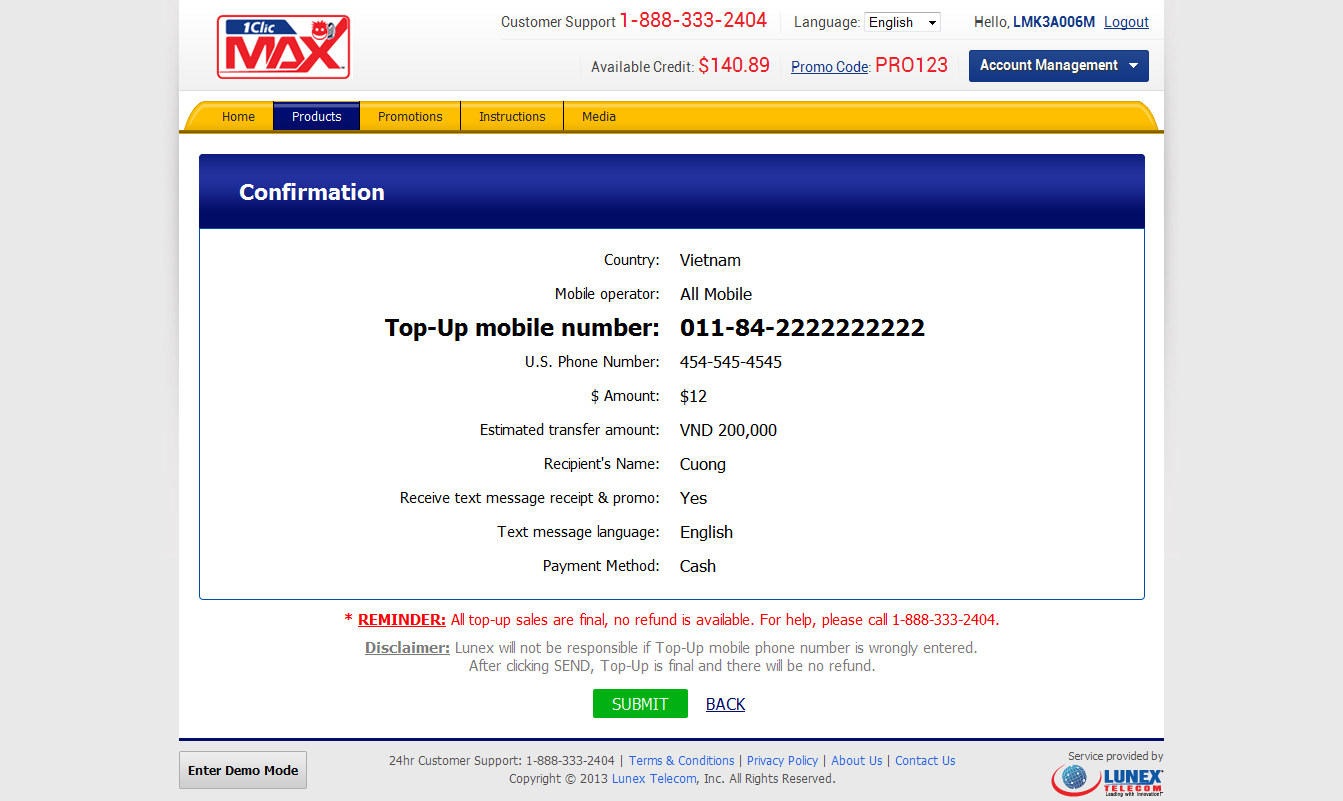 1Clic
MAX
Customer Support 1-888-333-2404
Language: English
Hello, LMK3A006M Logout
Available Credit: $140.89
Promo Code: PRO123
Account Management
Home Products Promotions Instructions Media
Confirmation
Country: Vietnam
Mobile operator: All Mobile
Top-Up mobile number: 011-84-2222222222
U.S. Phone Number: 454-545-4545
$ Amount: $12
Estimated transfer amount: VND 200,000
Recipient's Name: Cuong
Receive text message receipt & promo: Yes
Text message language: English
Payment Method: Cash
* REMINDER: All top-up sales are final, no refund is available. For help, please call 1-888-333-2404.
Disclaimer: Lunex will not be responsible if Top-Up mobile phone number is wrongly entered.
After clicking SEND, Top-Up is final and there will be no refund.
SUBMIT BACK
Enter Demo Mode
24hr Customer Support: 1-888-333-2404 | Terms & Conditions | Privacy Policy | About Us | Contact Us
Copyright © 2013 Lunex Telecom, Inc. All Rights Reserved.
Service provided by
LUNEX
TELECOM
Leading with Innovation!